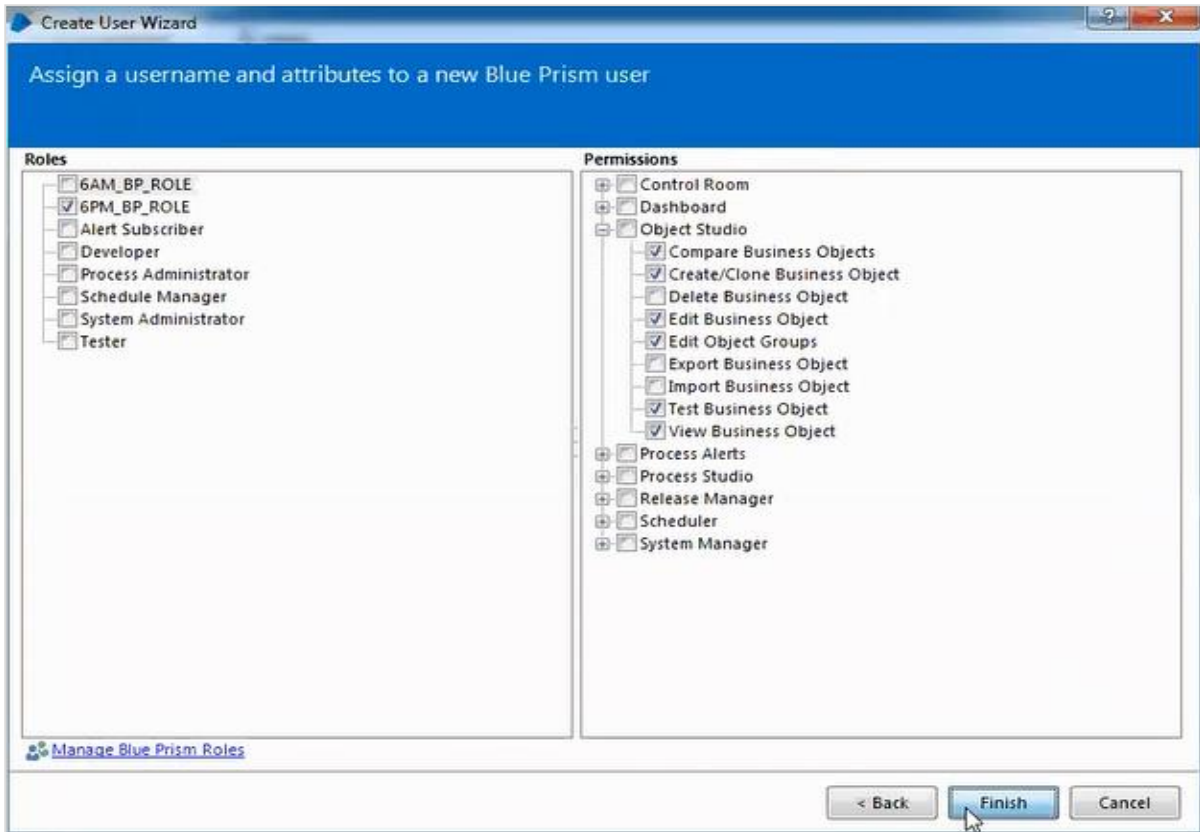 Create User Wizard
Assign a username and attributes to a new Blue Prism user
Roles
6AM_BP_ROLE
6PM_BP_ROLE
Alert Subscriber
Developer
Process Administrator
Schedule Manager
System Administrator
Tester
Permissions
Control Room
Dashboard
Object Studio
Compare Business Objects
Create/Clone Business Object
Delete Business Object
Edit Business Object
Edit Object Groups
Export Business Object
Import Business Object
Test Business Object
View Business Object
Process Alerts
Process Studio
Release Manager
Scheduler
System Manager
Manage Blue Prism Roles
< Back
Finish
Cancel